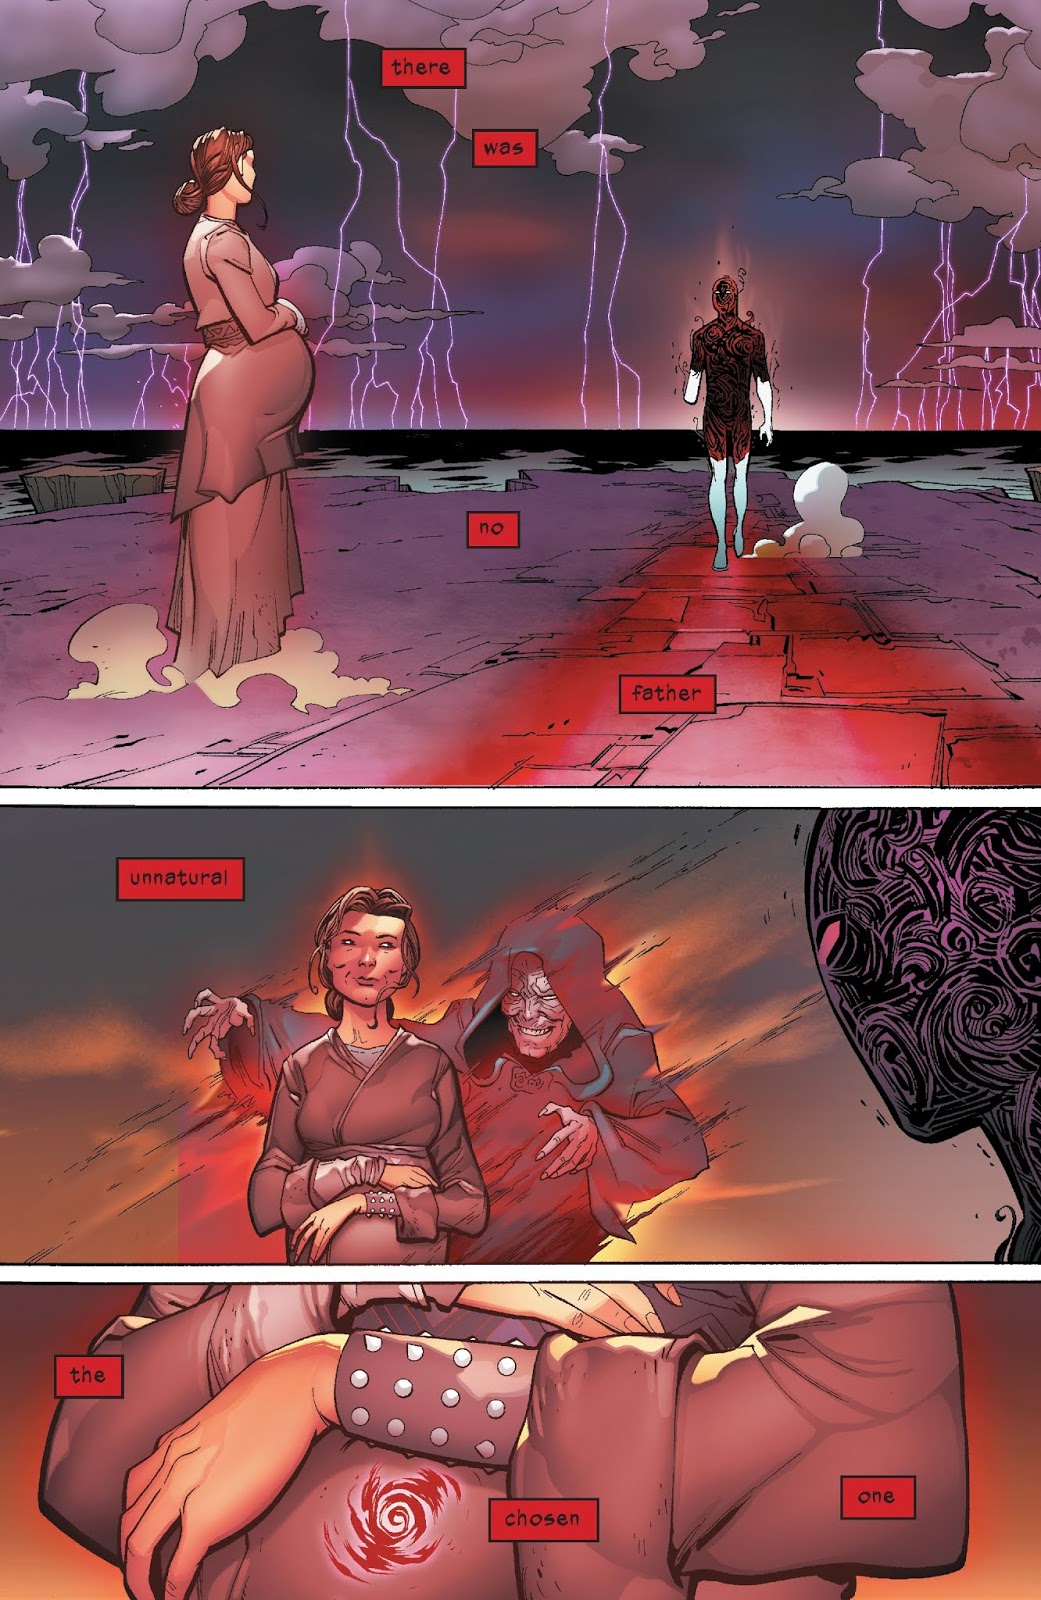 there
was
no
father
unnatural
the
chosen
one